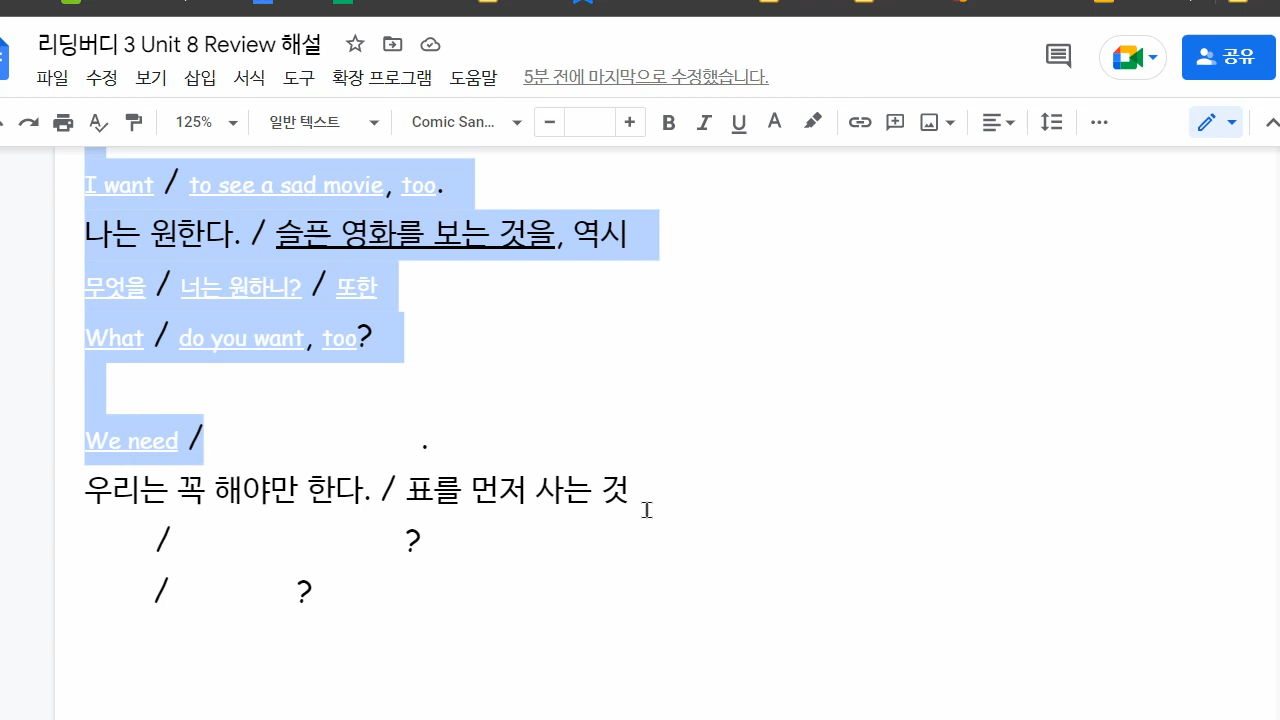 리딩버디 3 Unit 8 Review 해설
공유
파일 수정 보기 삽입 서식 도구 확장 프로그램 도움말 5분 전에 마지막으로 수정했습니다.
125% 일반 텍스트 Comic San... − + B I U A
I want / to see a sad movie, too.
나는 원한다. / 슬픈 영화를 보는 것을, 역시
무엇을 / 너는 원하니? / 또한
What / do you want, too?
We need / .
우리는 꼭 해야만 한다. / 표를 먼저 사는 것
/ ?
/ ?